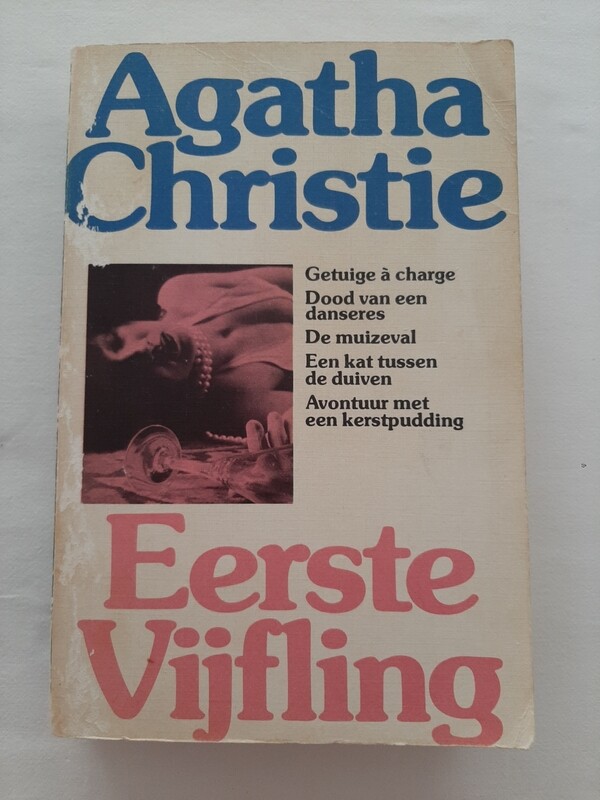 Agatha
Christie
Getuige à charge
Dood van een
danseres
De muizeval
Een kat tussen
de duiven
Avontuur met
een kerstpudding
Eerste
Vijfling